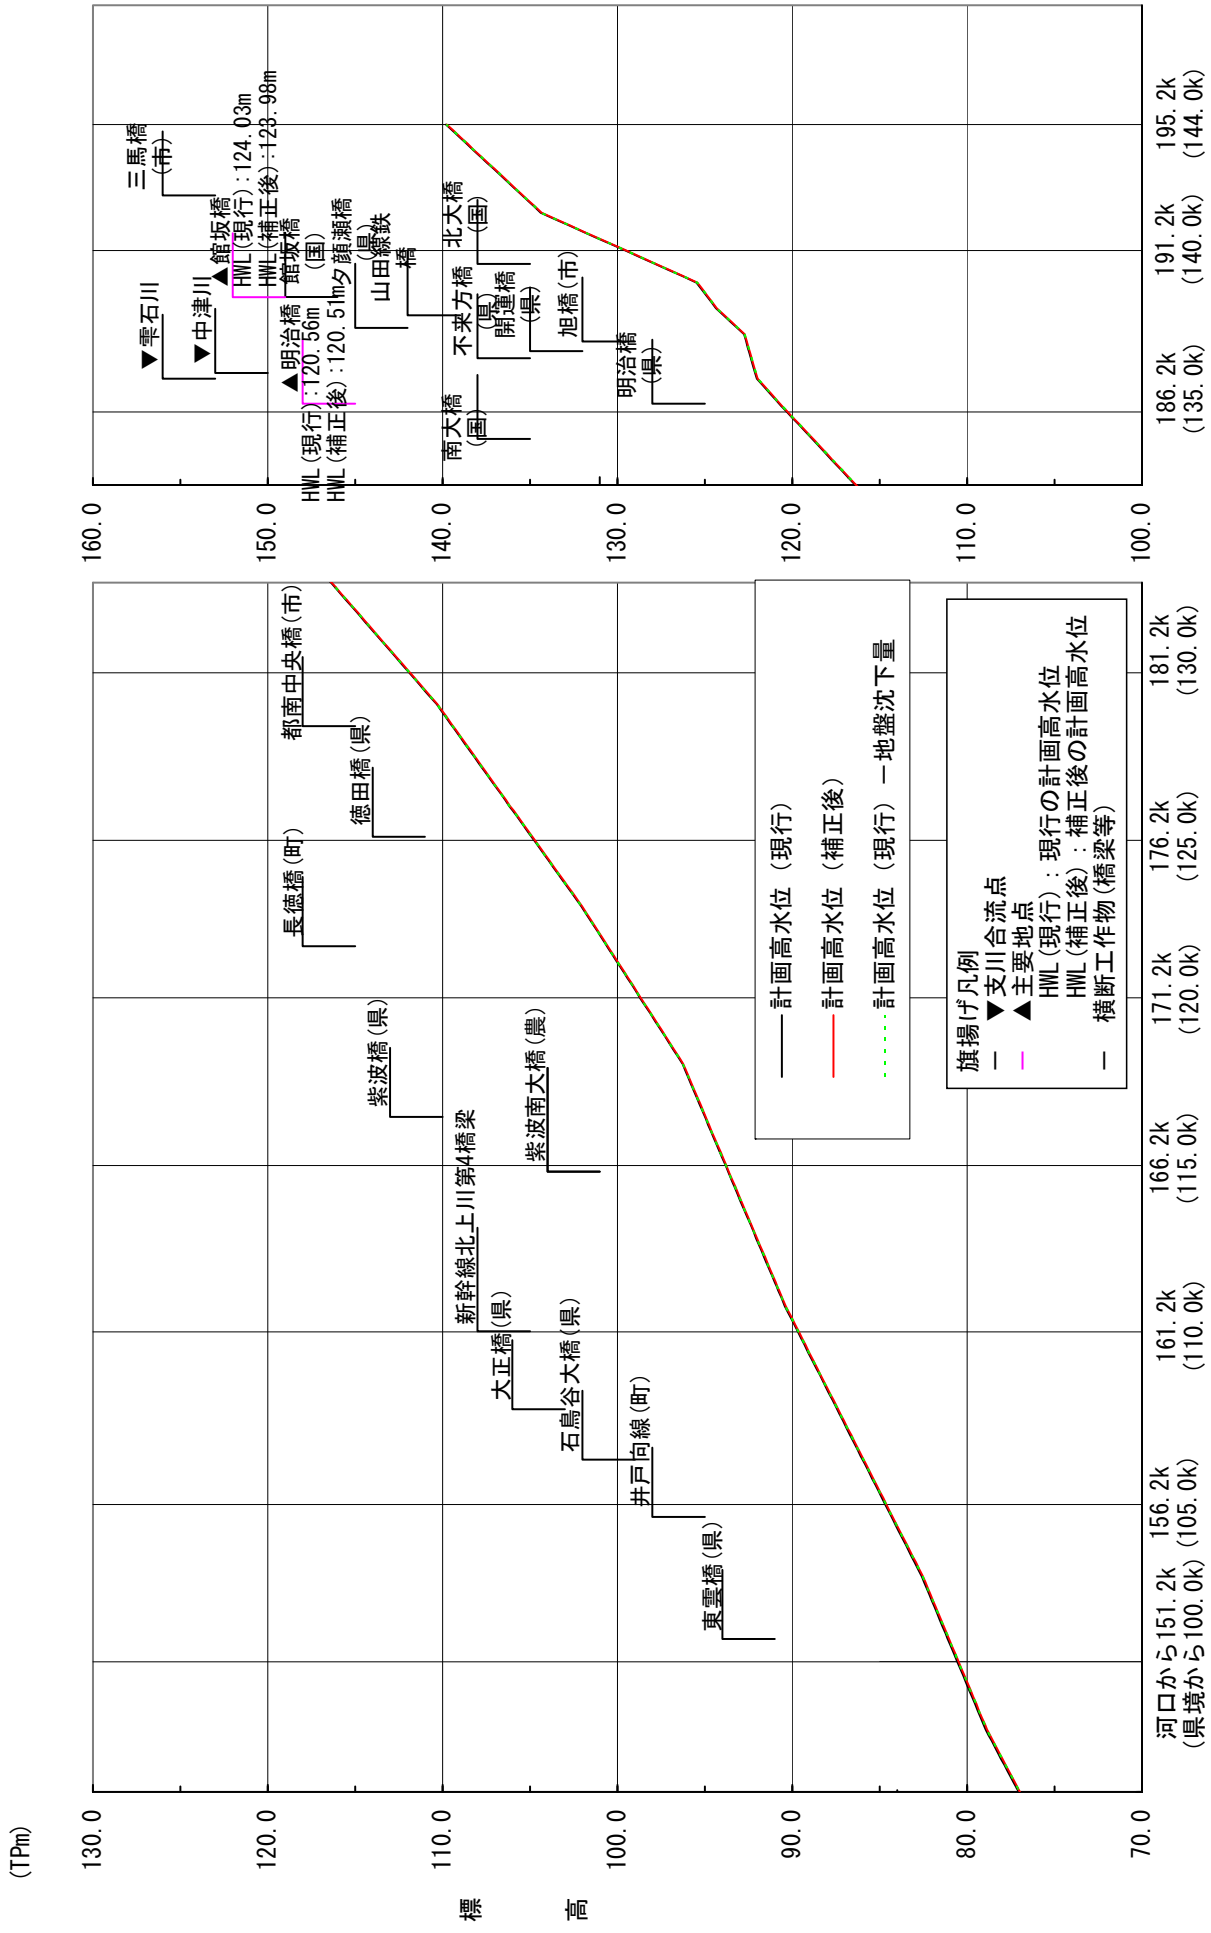 (TPm)
標
高
130.0
120.0
110.0
100.0
90.0
80.0
70.0
東雲橋(県)
井戸向線(町)
石鳥谷大橋(県)
大正橋(県)
新幹線北上川第4橋梁
紫波南大橋(農)
紫波橋(県)
長徳橋(町)
徳田橋(県)
都南中央橋(市)
計画高水位 (現行)
計画高水位 (補正後)
計画高水位 (現行) -地盤沈下量
旗揚げ凡例
▼支川合流点
▲主要地点
HWL(現行):現行の計画高水位
HWL(補正後):補正後の計画高水位
横断工作物(橋梁等)
河口から151.2k
(県境から100.0k)
156.2k
(105.0k)
161.2k
(110.0k)
166.2k
(115.0k)
171.2k
(120.0k)
176.2k
(125.0k)
181.2k
(130.0k)
160.0
150.0
140.0
130.0
120.0
110.0
100.0
▼雫石川
▼中津川
▲明治橋
HWL(現行):120.56m
HWL(補正後):120.51m
▲館坂橋
HWL(現行):124.03m
HWL(補正後):123.98m
三馬橋
(市)
館坂橋
(国)
夕顔瀬橋
(県)
山田線鉄
橋
北大橋
(国)
不来方橋
(県)
開運橋
(県)
旭橋(市)
南大橋
(国)
明治橋
(県)
186.2k
(135.0k)
191.2k
(140.0k)
195.2k
(144.0k)